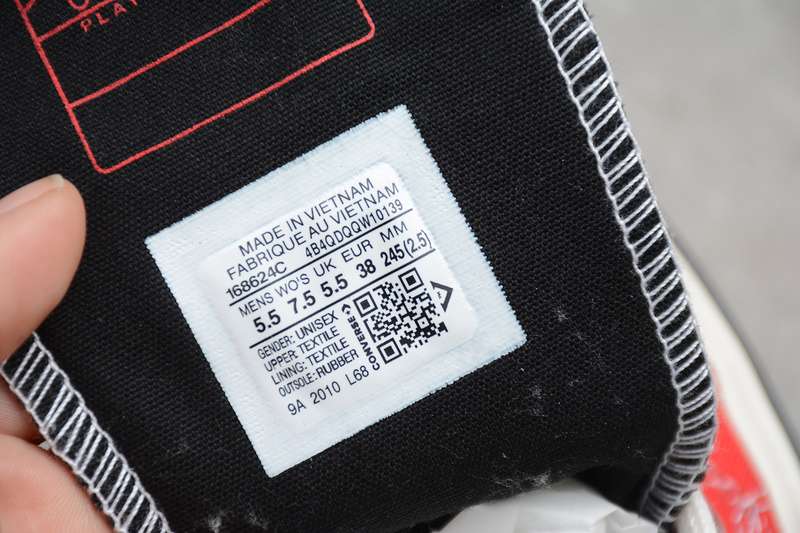 PLAY
MADE IN VIETNAM
FABRIQUE AU VIETNAM
168624C 4B4QDQQW10139
MENS WO'S UK EUR MM
5.5 7.5 5.5 38 245(2.5)
GENDER: UNISEX
UPPER: TEXTILE
LINING: TEXTILE
OUTSOLE: RUBBER
9A 2010 L68
CONVERSE